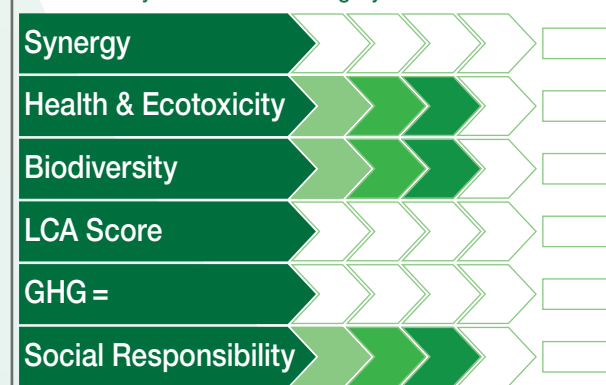 Synergy
Health & Ecotoxicity
Biodiversity
LCA Score
GHG =
Social Responsibility